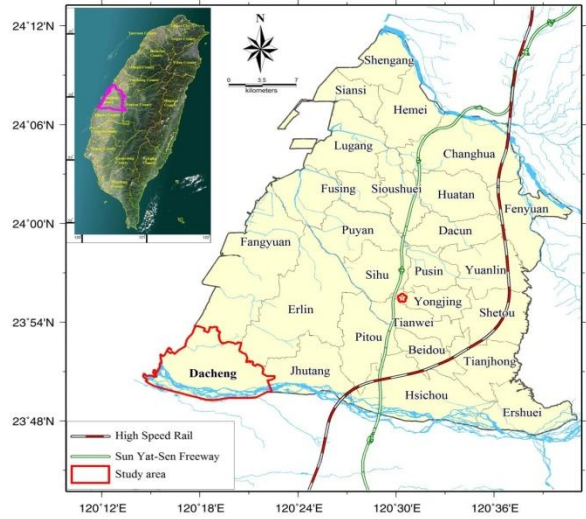 24°12'N
24°06'N
24°00'N
23°54'N
23°48'N
120°12'E
120°18'E
120°24'E
120°30'E
120°36'E
N
0 3.5 7
kilometers
Shengang
Siansi
Hemei
Lugang
Changhua
Fusing
Sioushuei
Huatan
Fenyuan
Puyan
Dacun
Fangyuan
Sihu
Pusin
Yuanlin
Yongjing
Erlin
Shetou
Tianwei
Pitou
Beidou
Tianjhong
Dacheng
Jhutang
Hsichou
Ershuei
High Speed Rail
Sun Yat-Sen Freeway
Study area